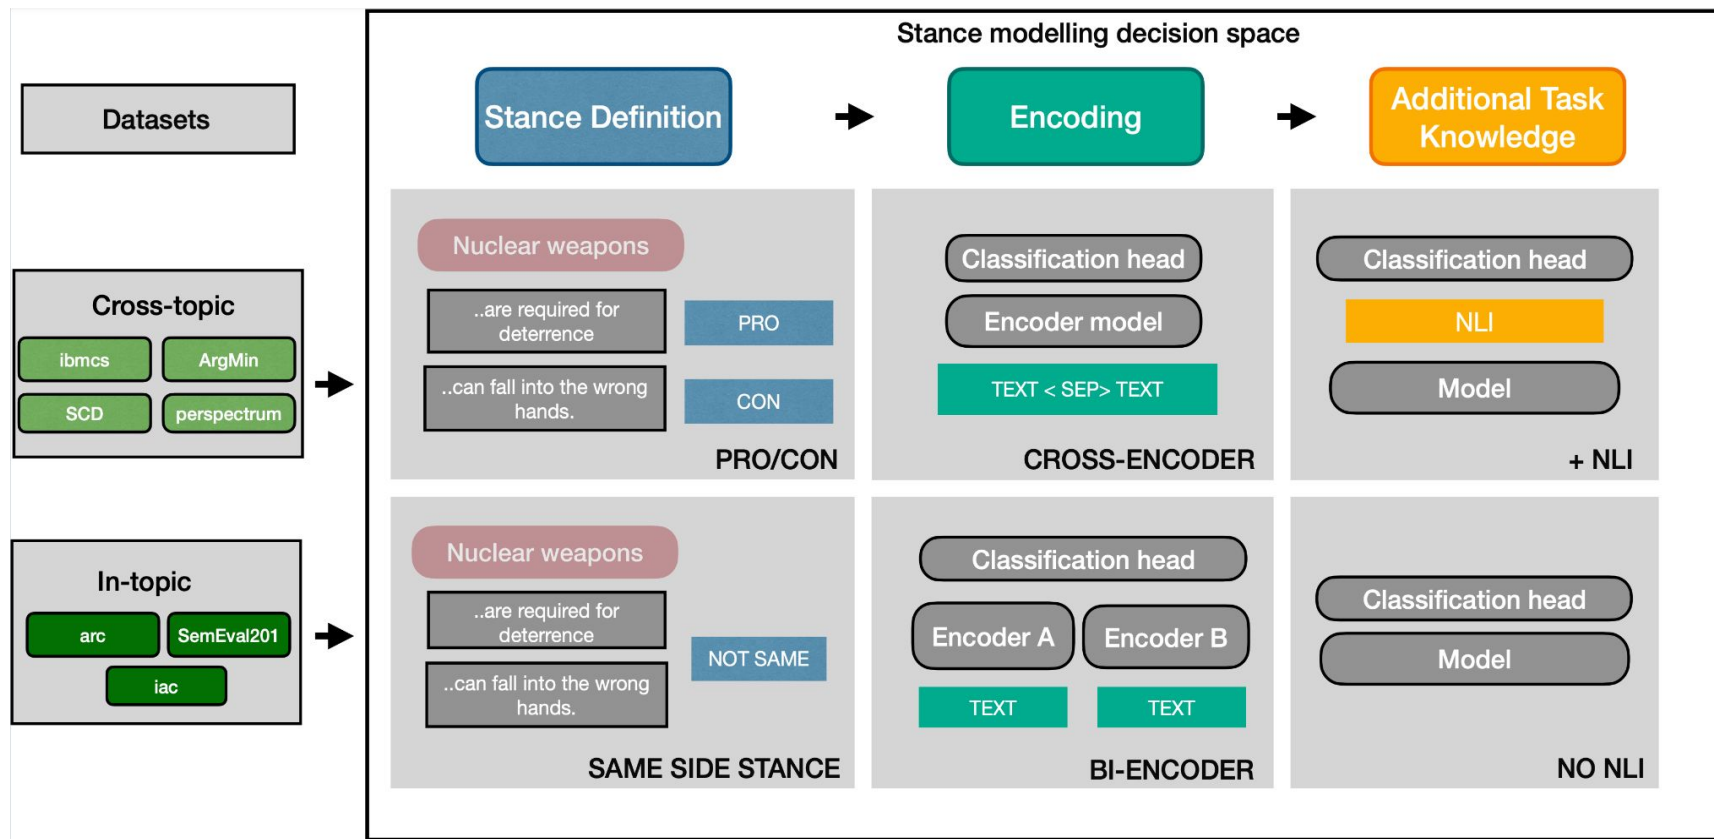 Stance modelling decision space
Datasets
Stance Definition
Encoding
Additional Task
Knowledge
Cross-topic
ibmcs
ArgMin
SCD
perspectrum
Nuclear weapons
..are required for
deterrence
PRO
..can fall into the wrong
hands.
CON
PRO/CON
Classification head
Encoder model
TEXT < SEP> TEXT
CROSS-ENCODER
Classification head
NLI
Model
+ NLI
In-topic
arc
SemEval201
iac
Nuclear weapons
..are required for
deterrence
..can fall into the wrong
hands.
NOT SAME
SAME SIDE STANCE
Classification head
Encoder A
Encoder B
TEXT
TEXT
BI-ENCODER
Classification head
Model
NO NLI